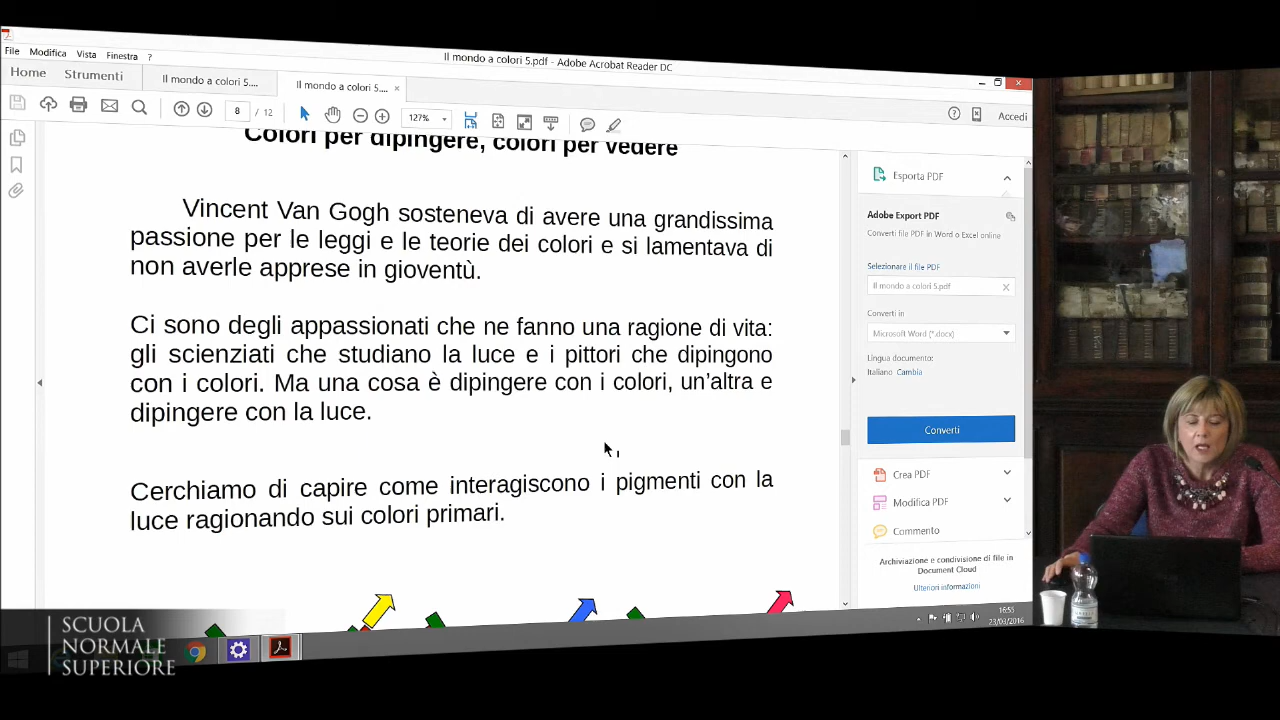 Il mondo a colori 5.pdf - Adobe Acrobat Reader DC
File Modifica Vista Finestra ?
Home Strumenti Il mondo a colori 5.... Il mondo a colori 5.... ×
8 / 12 127% Accedi
Colori per dipingere, colori per vedere
Vincent Van Gogh sosteneva di avere una grandissima
passione per le leggi e le teorie dei colori e si lamentava di
non averle apprese in gioventù.
Ci sono degli appassionati che ne fanno una ragione di vita:
gli scienziati che studiano la luce e i pittori che dipingono
con i colori. Ma una cosa è dipingere con i colori, un'altra e
dipingere con la luce.
Cerchiamo di capire come interagiscono i pigmenti con la
luce ragionando sui colori primari.
Esporta PDF
Adobe Export PDF
Converti file PDF in Word o Excel online
Selezionare il file PDF
Il mondo a colori 5.pdf
Converti in
Microsoft Word (*.docx)
Lingua documento:
Italiano Cambia
Converti
Crea PDF
Modifica PDF
Commento
Archiviazione e condivisione di file in
Document Cloud
Ulteriori informazioni
16:55
23/03/2016
SCUOLA
NORMALE
SUPERIORE